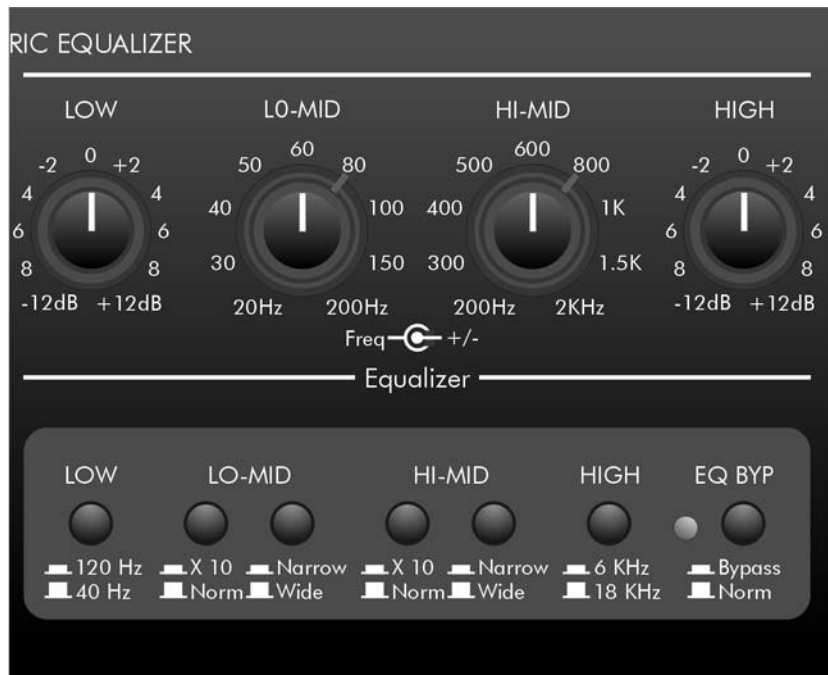 RIC EQUALIZER
LOW L0-MID HI-MID HIGH
0 60 600 0
-2 +2 50 80 500 800 -2 +2
4 4 40 100 400 1K 4 4
6 6 6 6
8 8 30 150 300 1.5K 8 8
-12dB +12dB 20Hz 200Hz 200Hz 2KHz -12dB +12dB
Freq +/-
Equalizer
LOW LO-MID HI-MID HIGH EQ BYP
120 Hz X 10 Narrow X 10 Narrow 6 KHz Bypass
40 Hz Norm Wide Norm Wide 18 KHz Norm